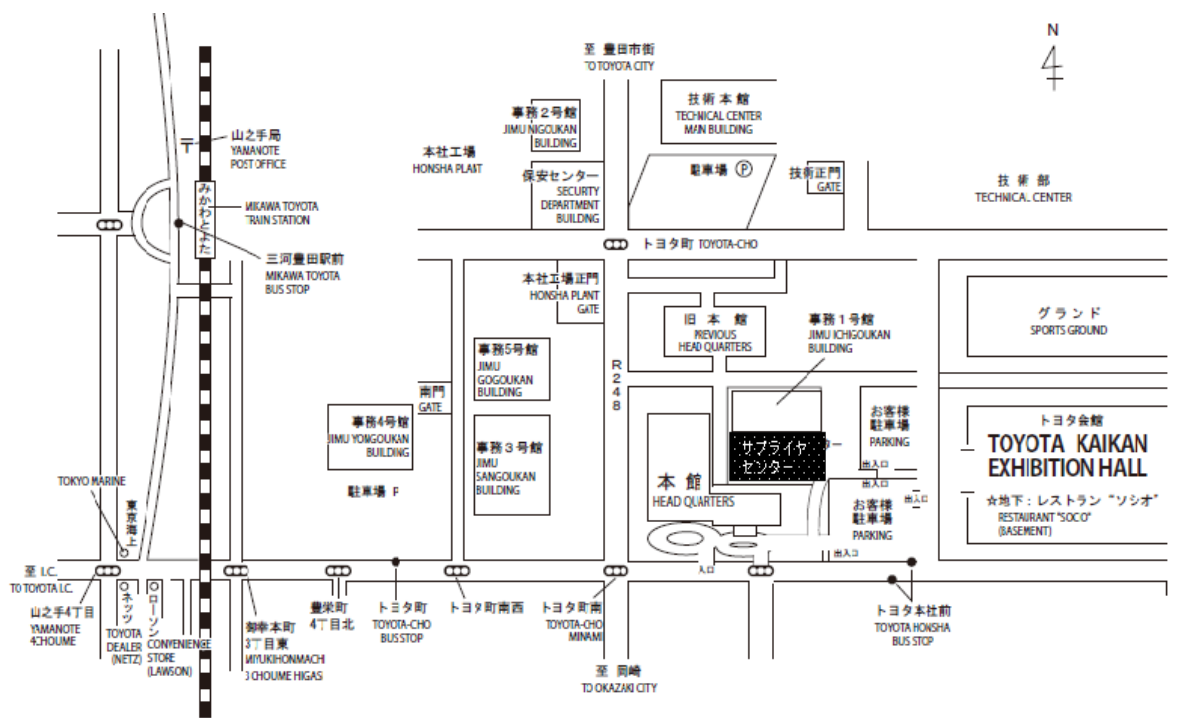 至 豊田市街
TO TOYOTA CITY
N
技術本館
TECHNICAL CENTER
MAN BUILDING
事務２号館
JIMU NIGOUKAN
BUILDING
山之手局
YAMANOTE
POST OFFICE
〒
本社工場
HONSHA PLANT
保安センター
SECURTY
DEPARTMENT
BUILDING
駐車場 Ⓟ
技術正門
GATE
技術部
TECHNICAL CENTER
みかわとよた
MIKAWA TOYOTA
TRAIN STATION
トヨタ町 TOYOTA-CHO
三河豊田駅前
MIKAWA TOYOTA
BUS STOP
本社工場正門
HONSHA PLANT
GATE
旧本館
PREVIOUS
HEAD QUARTERS
事務１号館
JIMU ICHIGOUKAN
BUILDING
グランド
SPORTS GROUND
事務5号館
JIMU
GOGOUKAN
BUILDING
R248
南門
GATE
事務4号館
JIMU YONGOUKAN
BUILDING
事務３号館
JIMU
SANGOUKAN
BUILDING
お客様
駐車場
PARKING
トヨタ会館
TOYOTA KAIKAN
EXHIBITION HALL
サプライヤ
センター
ター
出入口
出入口
出入口
本館
HEAD QUARTERS
駐車場 P
☆地下：レストラン “ソシオ”
RESTAURANT "SOCIO"
(BASEMENT)
お客様
駐車場
PARKING
出入口
入口
TOKYO MARINE
東京海上
至 I.C.
TO TOYOTA I.C.
山之手4丁目
YAMANOTE
4CHOUME
ネッツ
TOYOTA
DEALER
(NETZ)
ローソン
CONVENIENCE
STORE
(LAWSON)
御幸本町
3丁目東
MIYUKIHONMACHI
3 CHOUME HIGASI
豊栄町
4丁目北
トヨタ町
TOYOTA-CHO
BUS STOP
トヨタ町南西
トヨタ町南
TOYOTA-CHO
MINAMI
トヨタ本社前
TOYOTA HONSHA
BUS STOP
至 岡崎
TO OKAZAKI CITY